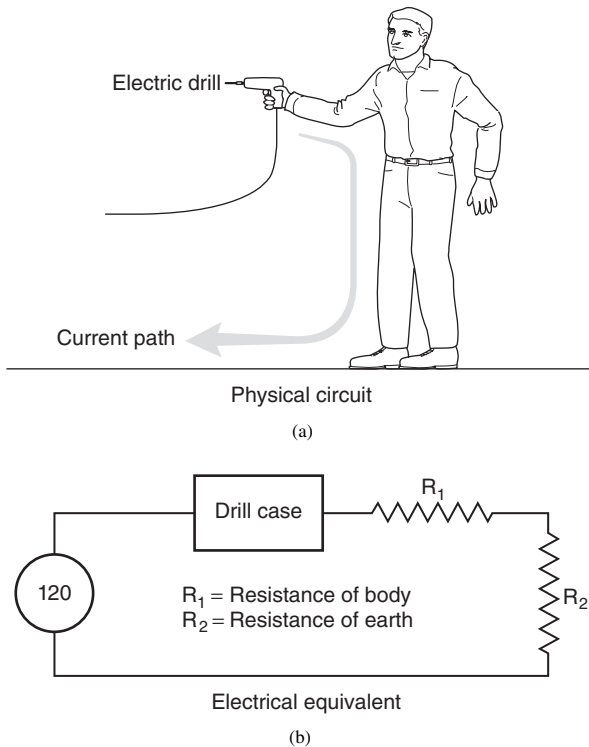 Electric drill
Current path
Physical circuit
(a)
Drill case
R1
120
R1 = Resistance of body
R2 = Resistance of earth
R2
Electrical equivalent
(b)